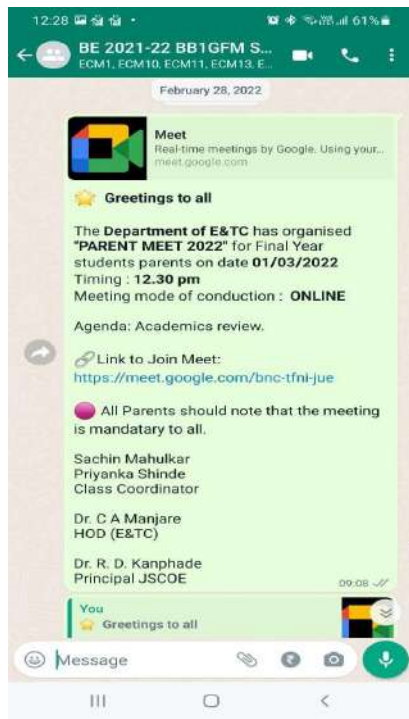 12:28 61%
BE 2021-22 BB1GFM S...
ECM1, ECM10, ECM11, ECM13. E...
February 28, 2022
Meet
Real-time meetings by Google. Using your...
meet.google.com
Greetings to all
The Department of E&TC has organised
"PARENT MEET 2022" for Final Year
students parents on date 01/03/2022
Timing : 12.30 pm
Meeting mode of conduction : ONLINE
Agenda: Academics review.
Link to Join Meet:
https://meet.google.com/bnc-tfni-jue
All Parents should note that the meeting
is mandatary to all.
Sachin Mahulkar
Priyanka Shinde
Class Coordinator
Dr. C A Manjare
HOD (E&TC)
Dr. R. D. Kanphade
Principal JSCOE
09:08
You
Greetings to all
Message